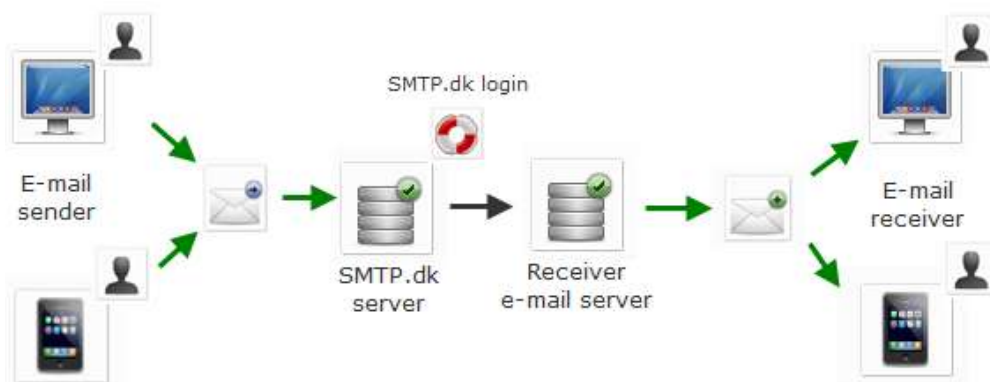 SMTP.dk login
E-mail
sender
SMTP.dk
server
Receiver
e-mail server
E-mail
receiver